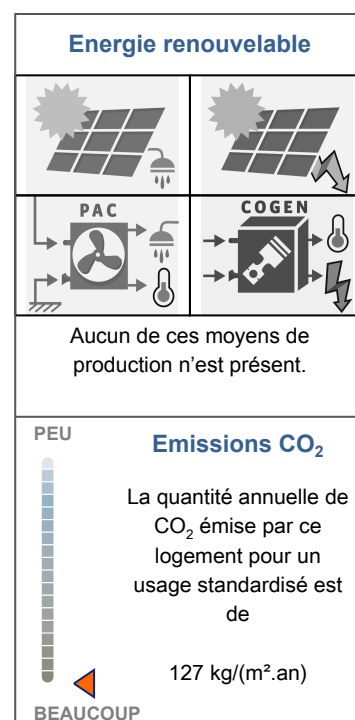 Energie renouvelable
PAC
COGEN
Aucun de ces moyens de
production n'est présent.
PEU
Emissions CO₂
La quantité annuelle de
CO₂ émise par ce
logement pour un
usage standardisé est
de
127 kg/(m².an)
BEAUCOUP